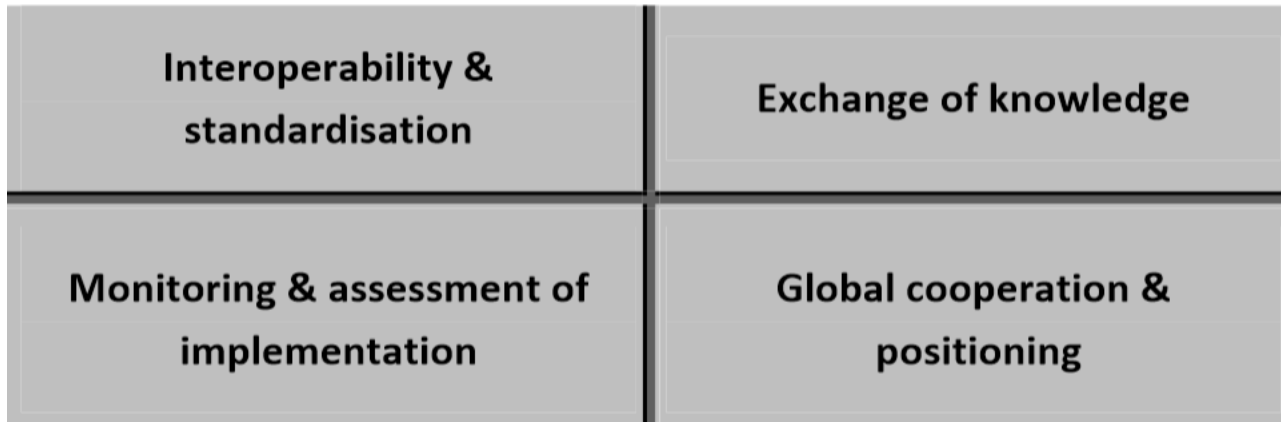 Interoperability &
standardisation
Exchange of knowledge
Monitoring & assessment of
implementation
Global cooperation &
positioning